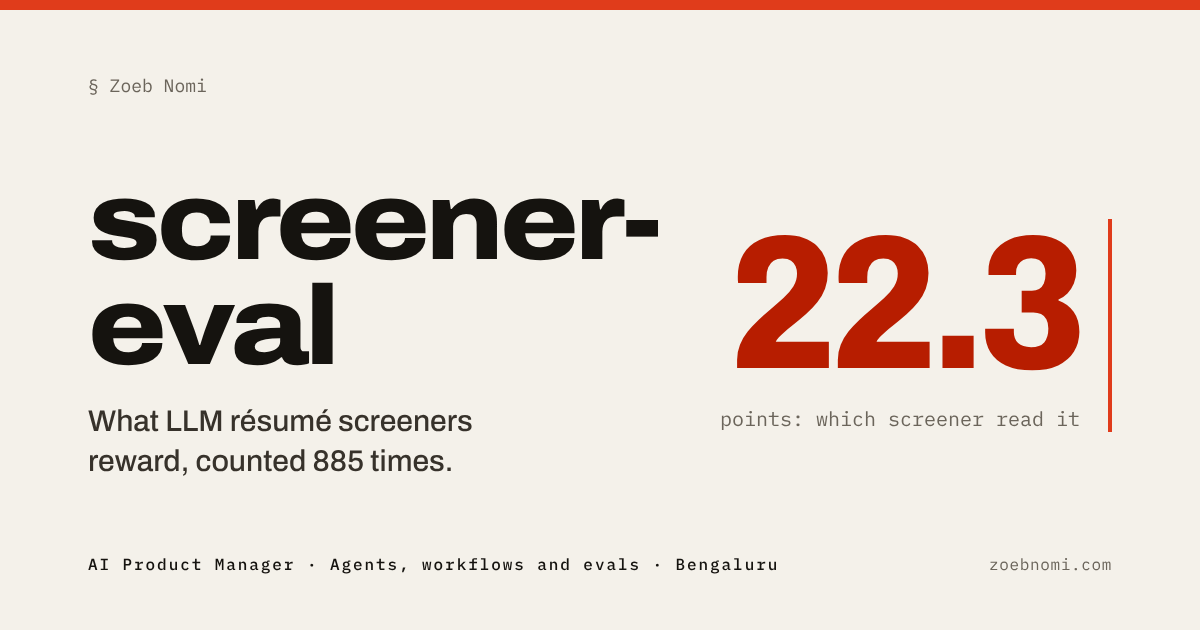 § Zoeb Nomi
screener-
eval
What LLM résumé screeners
reward, counted 885 times.
22.3
points: which screener read it
AI Product Manager · Agents, workflows and evals · Bengaluru
zoebnomi.com